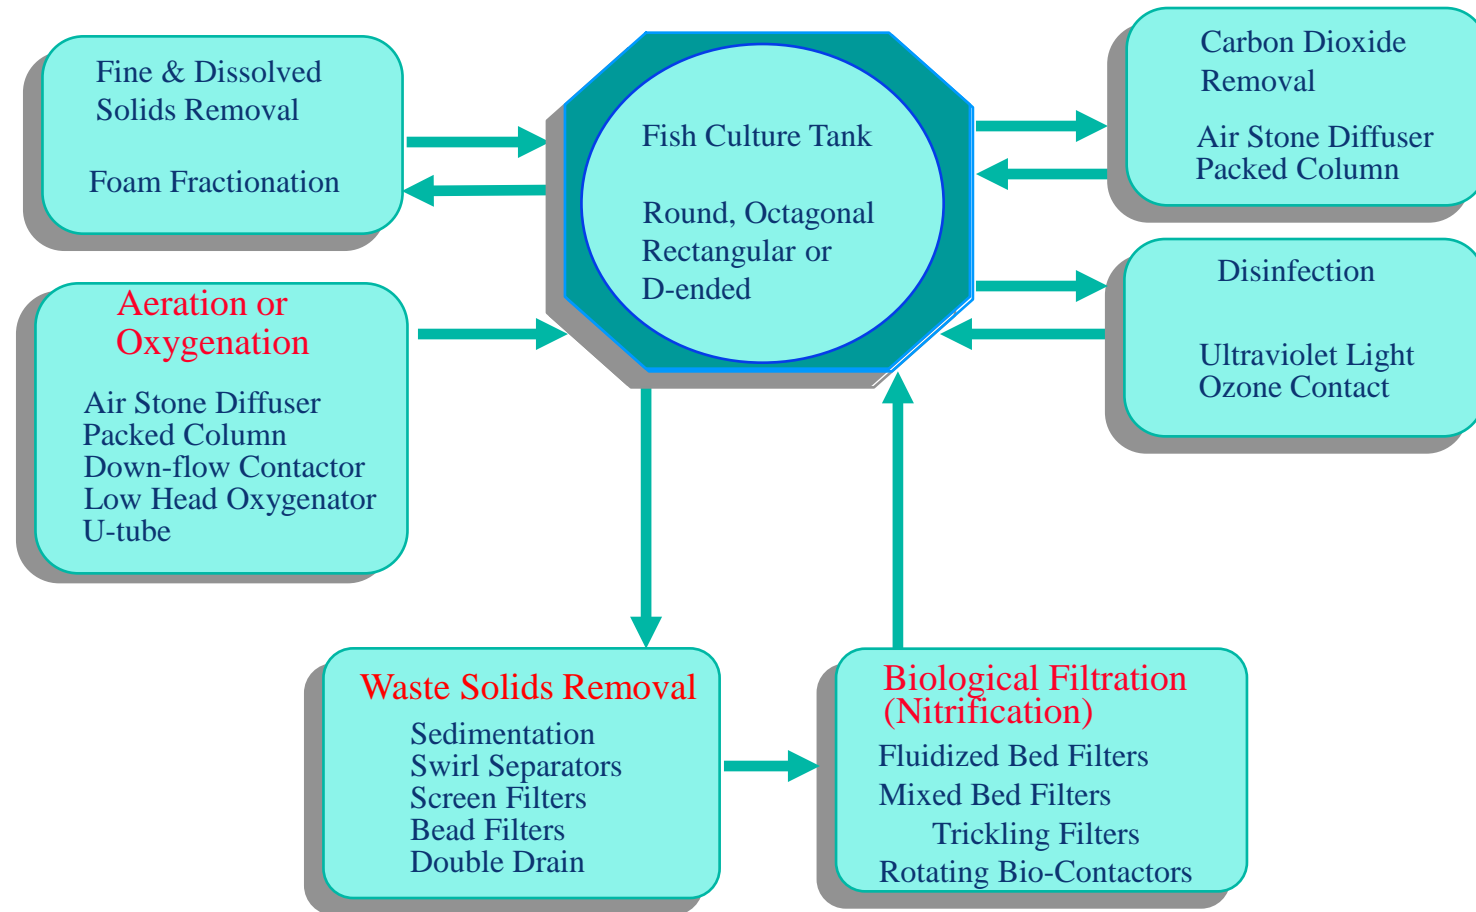 Fine & Dissolved
Solids Removal
Foam Fractionation
Fish Culture Tank
Round, Octagonal
Rectangular or
D-ended
Carbon Dioxide
Removal
Air Stone Diffuser
Packed Column
Aeration or
Oxygenation
Air Stone Diffuser
Packed Column
Down-flow Contactor
Low Head Oxygenator
U-tube
Disinfection
Ultraviolet Light
Ozone Contact
Waste Solids Removal
Sedimentation
Swirl Separators
Screen Filters
Bead Filters
Double Drain
Biological Filtration
(Nitrification)
Fluidized Bed Filters
Mixed Bed Filters
Trickling Filters
Rotating Bio-Contactors